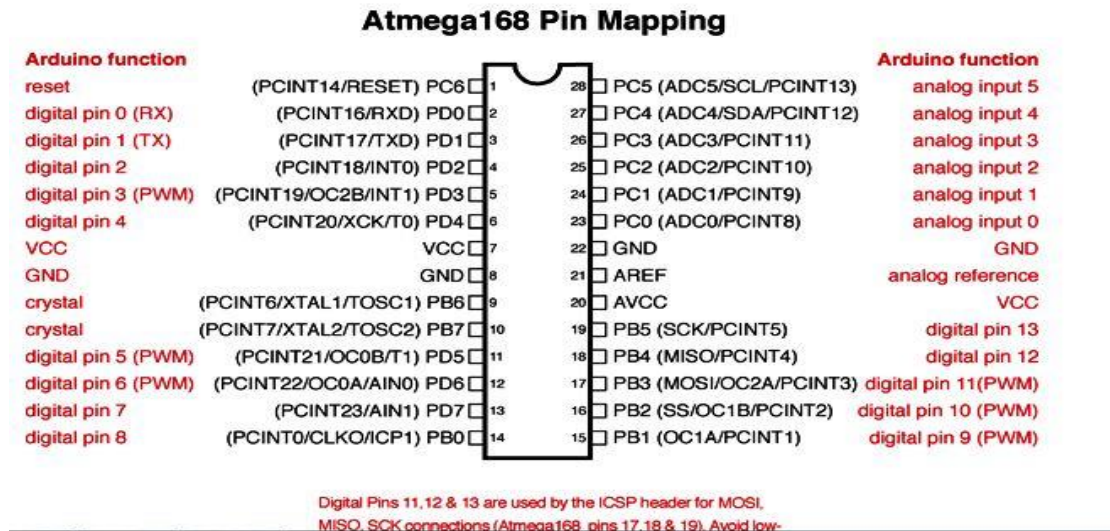 Atmega168 Pin Mapping
Arduino function Arduino function
reset (PCINT14/RESET) PC6 1 28 PC5 (ADC5/SCL/PCINT13) analog input 5
digital pin 0 (RX) (PCINT16/RXD) PD0 2 27 PC4 (ADC4/SDA/PCINT12) analog input 4
digital pin 1 (TX) (PCINT17/TXD) PD1 3 26 PC3 (ADC3/PCINT11) analog input 3
digital pin 2 (PCINT18/INT0) PD2 4 25 PC2 (ADC2/PCINT10) analog input 2
digital pin 3 (PWM) (PCINT19/OC2B/INT1) PD3 5 24 PC1 (ADC1/PCINT9) analog input 1
digital pin 4 (PCINT20/XCK/T0) PD4 6 23 PC0 (ADC0/PCINT8) analog input 0
VCC VCC 7 22 GND GND
GND GND 8 21 AREF analog reference
crystal (PCINT6/XTAL1/TOSC1) PB6 9 20 AVCC VCC
crystal (PCINT7/XTAL2/TOSC2) PB7 10 19 PB5 (SCK/PCINT5) digital pin 13
digital pin 5 (PWM) (PCINT21/OC0B/T1) PD5 11 18 PB4 (MISO/PCINT4) digital pin 12
digital pin 6 (PWM) (PCINT22/OC0A/AIN0) PD6 12 17 PB3 (MOSI/OC2A/PCINT3) digital pin 11(PWM)
digital pin 7 (PCINT23/AIN1) PD7 13 16 PB2 (SS/OC1B/PCINT2) digital pin 10 (PWM)
digital pin 8 (PCINT0/CLKO/ICP1) PB0 14 15 PB1 (OC1A/PCINT1) digital pin 9 (PWM)
Digital Pins 11,12 & 13 are used by the ICSP header for MOSI,
MISO, SCK connections (Atmega168 pins 17,18 & 19). Avoid low-